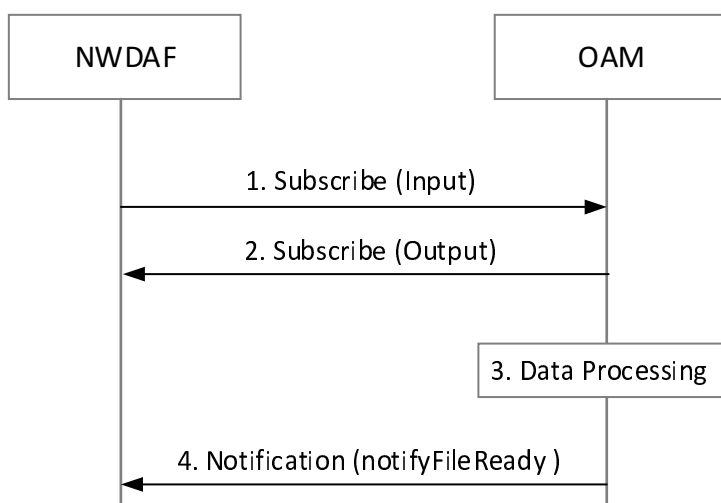 NWDAF
OAM
1. Subscribe (Input)
2. Subscribe (Output)
3. Data Processing
4. Notification (notifyFileReady )